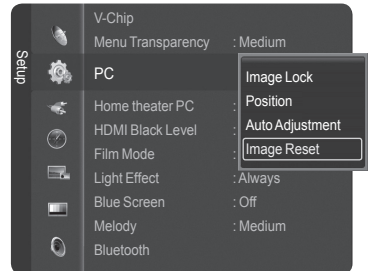 Setup
V-Chip
Menu Transparency : Medium
PC
Image Lock
Position
Auto Adjustment
Image Reset
Home theater PC :
HDMI Black Level :
Film Mode :
Light Effect : Always
Blue Screen : Off
Melody : Medium
Bluetooth